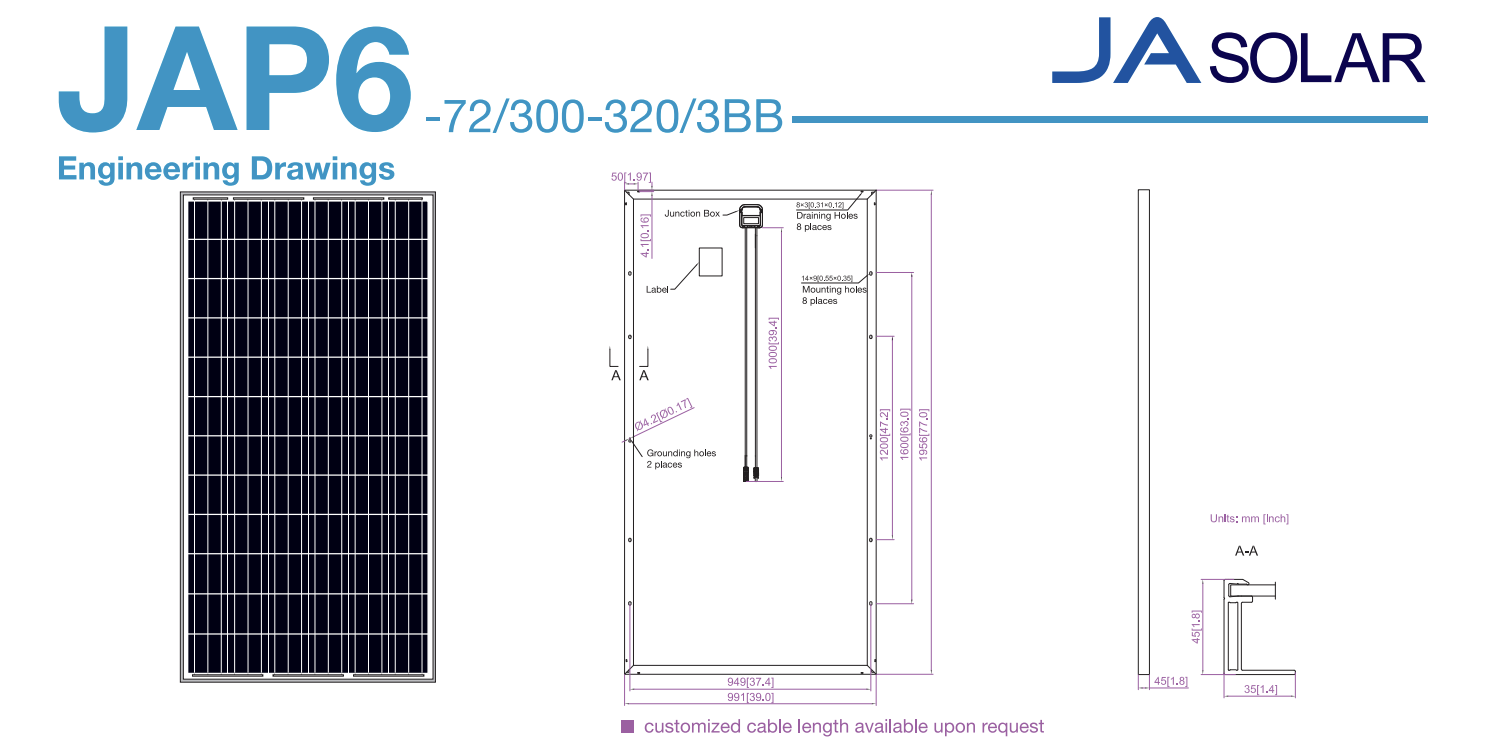 JAP6 -72/300-320/3BB
JA SOLAR
Engineering Drawings
50[1.97]
4.1[0.16]
Junction Box
8×3[0.31×0.12]
Draining Holes
8 places
Label
14×9[0.55×0.35]
Mounting holes
8 places
1000[39.4]
A A
Ø4.2[Ø0.17]
Grounding holes
2 places
1200[47.2]
1600[63.0]
1956[77.0]
949[37.4]
991[39.0]
45[1.8]
Units: mm [Inch]
A-A
45[1.8]
35[1.4]
customized cable length available upon request